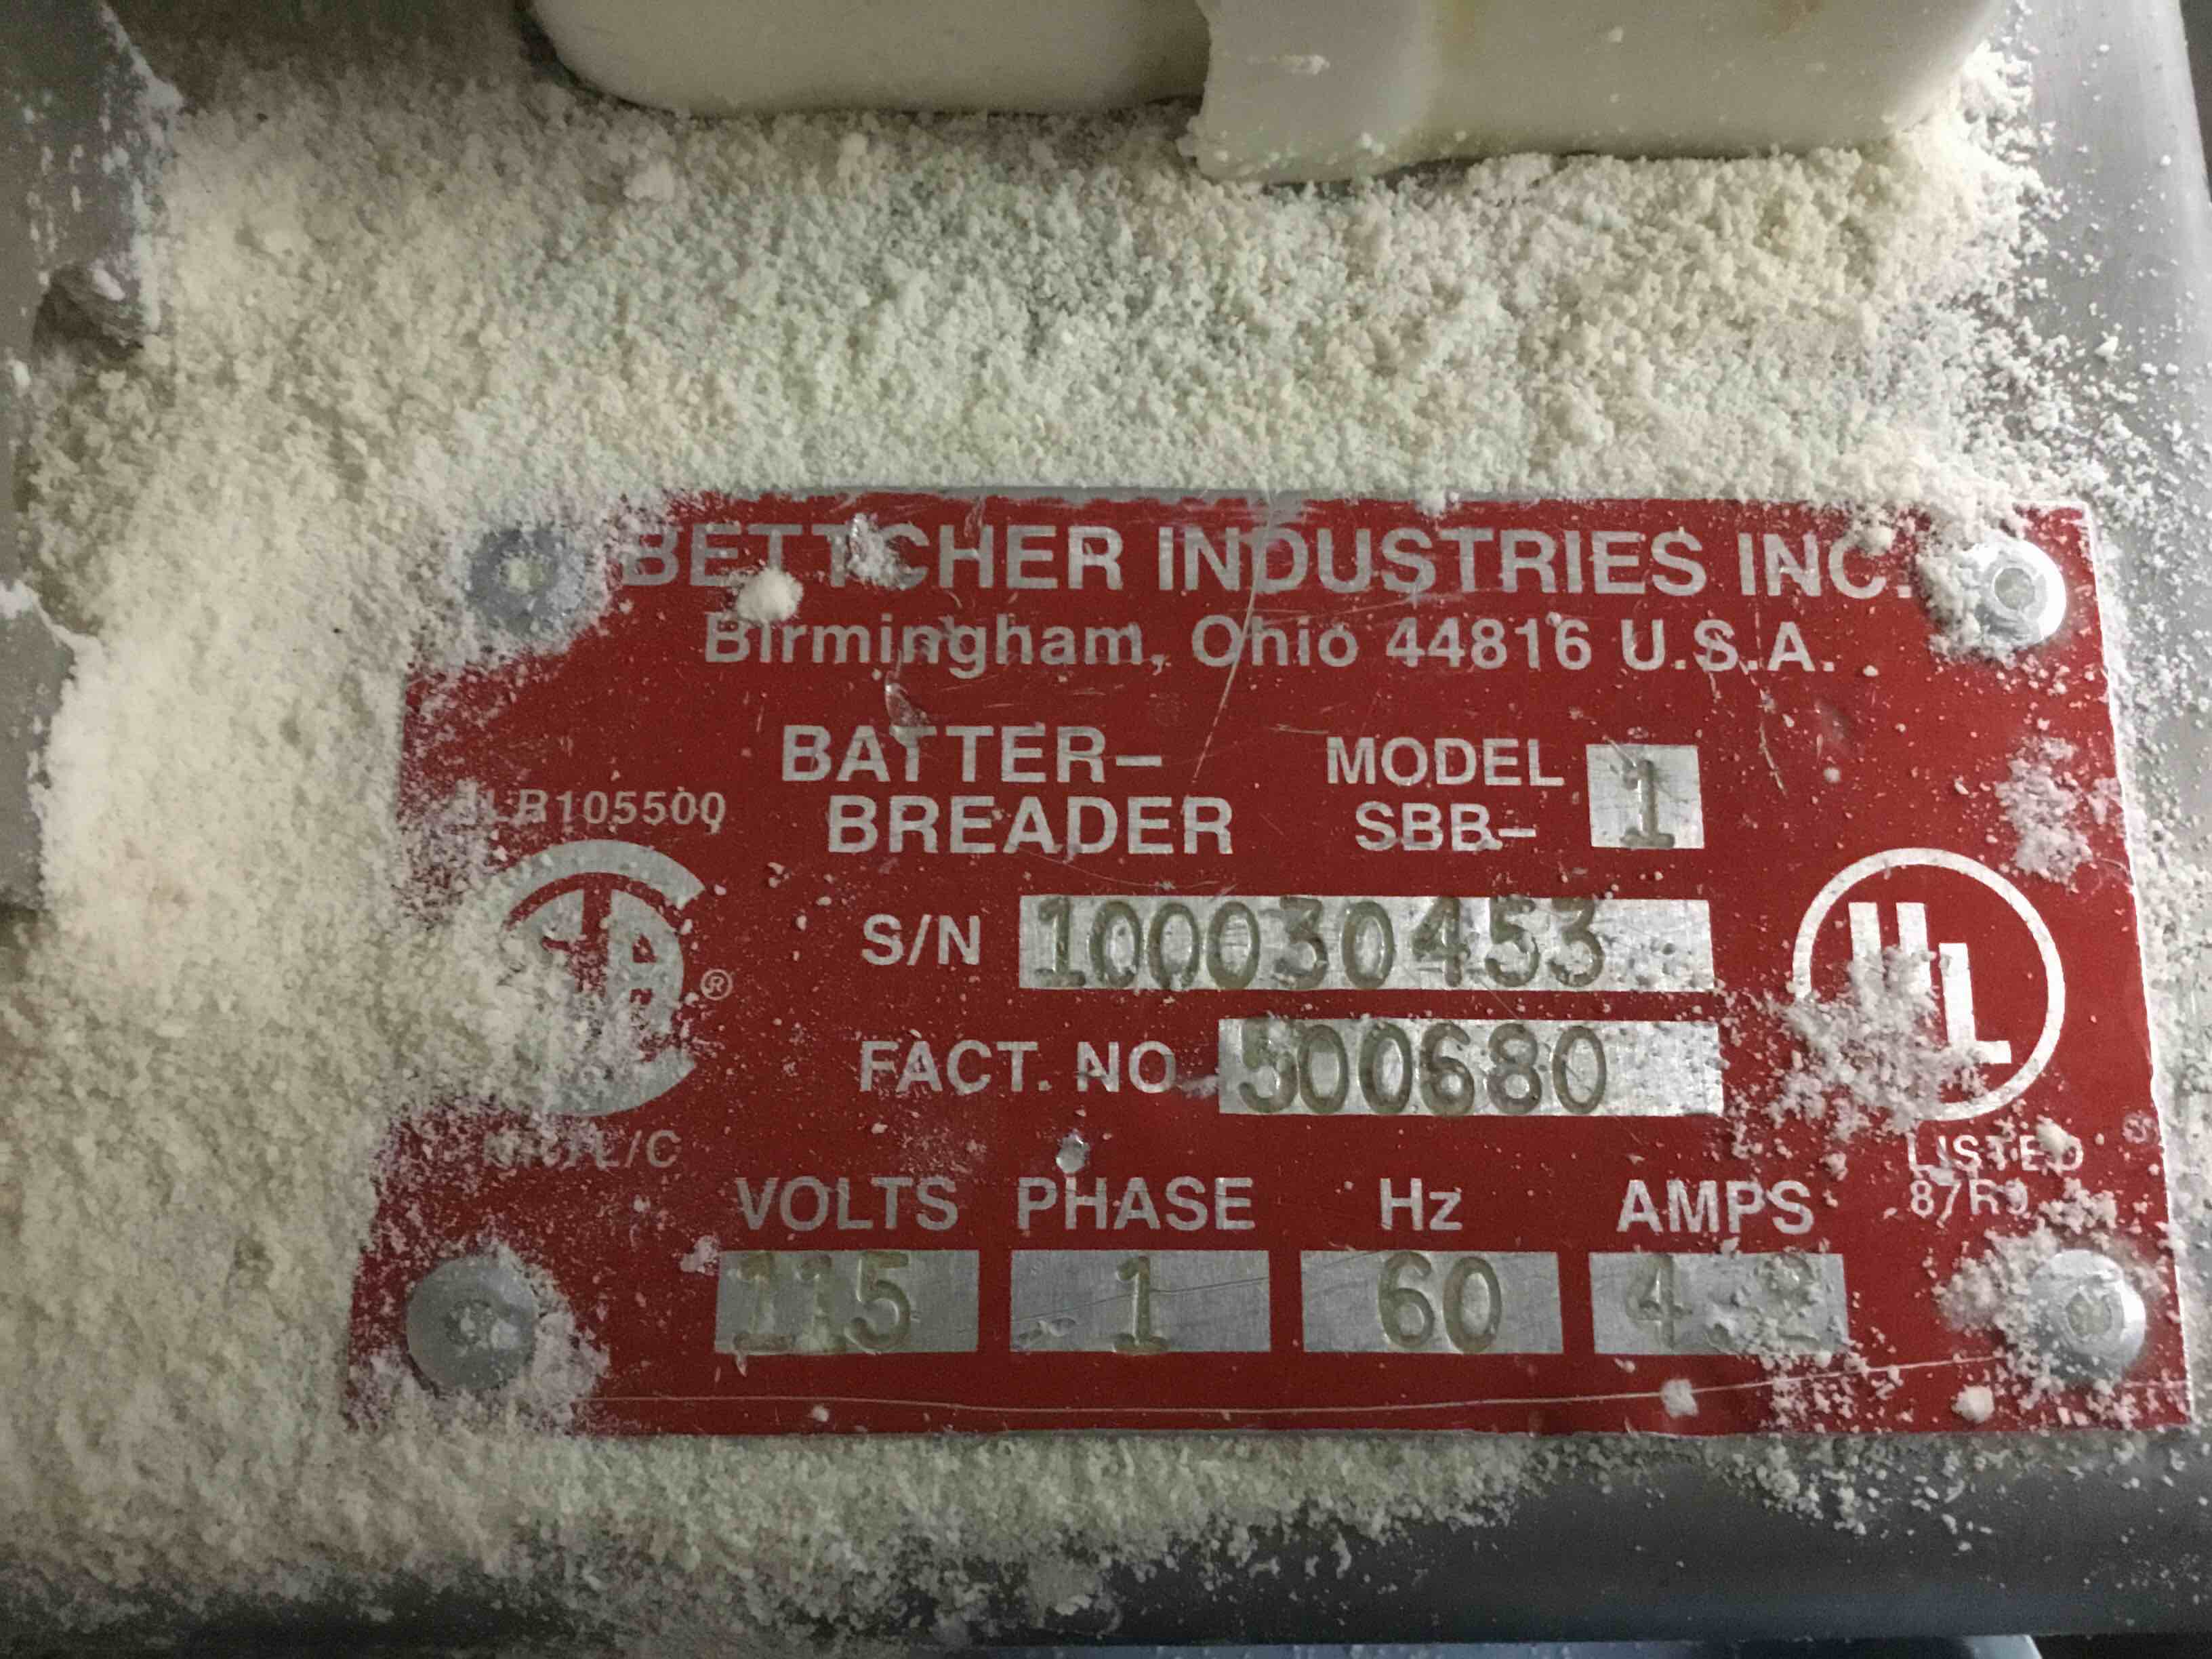 BETTCHER INDUSTRIES INC.
Birmingham, Ohio 44816 U.S.A.
BATTER-
BREADER
MODEL
SBB- 1
S/N 100030453
FACT. NO 500680
®
UL
LISTED
VOLTS PHASE Hz AMPS
115 1 60